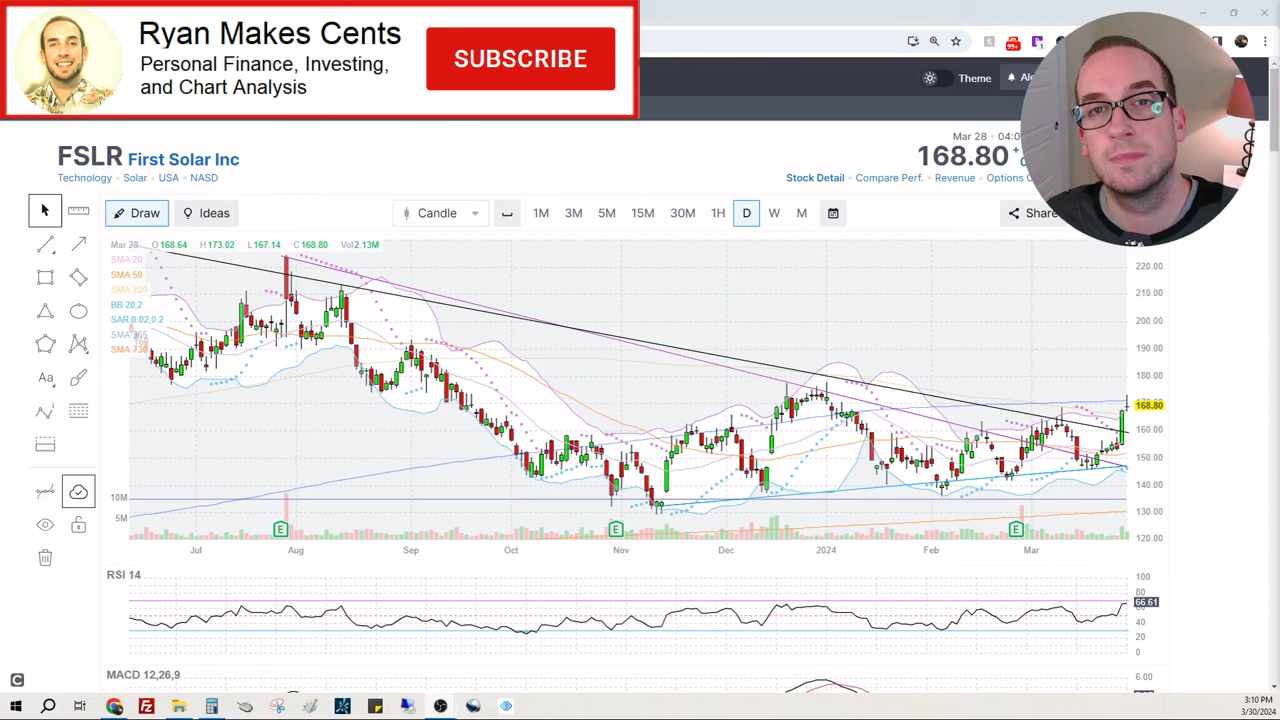 Ryan Makes Cents
Personal Finance, Investing,
and Chart Analysis
SUBSCRIBE
99+
Theme
FSLR First Solar Inc
Technology · Solar · USA · NASD
Mar 28 · 04:0
168.80
Stock Detail · Compare Perf. · Revenue · Options
Draw
Ideas
Candle
1M 3M 5M 15M 30M 1H D W M
Share
Mar 28 O 168.64 H 173.02 L 167.14 C 168.80 Vol 2.13M
SMA 20
SMA 50
SMA 200
BB 20,2
SAR 0.02,0.2
SMA 365
SMA 730
220.00
210.00
200.00
190.00
180.00
168.80
160.00
150.00
140.00
130.00
120.00
10M
5M
E E E
Aa
Jul Aug Sep Oct Nov Dec 2024 Feb Mar
RSI 14
100
80
66.61
40
20
0
MACD 12,26,9
6.00
3:10 PM
3/30/2024